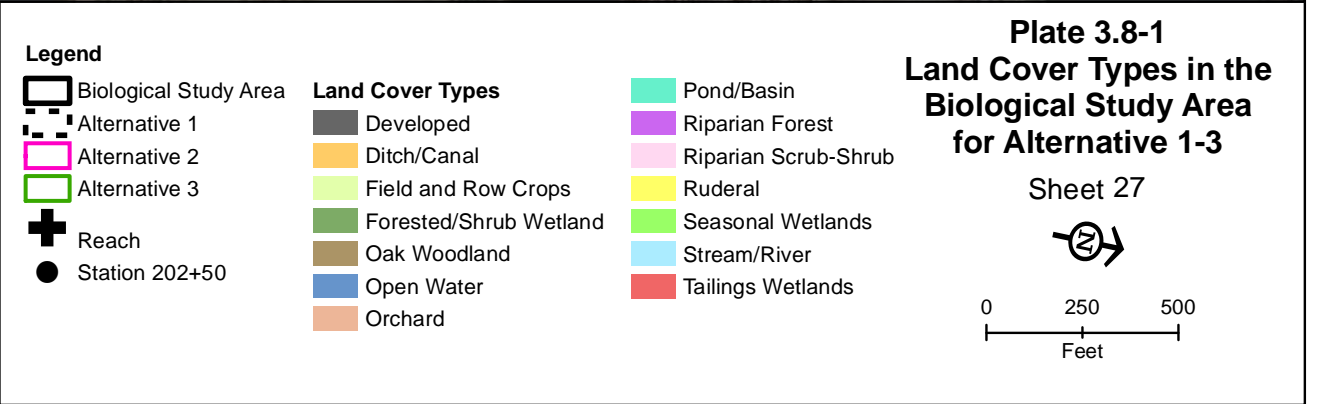 Legend
Biological Study Area
Alternative 1
Alternative 2
Alternative 3
Reach
Station 202+50
Land Cover Types
Developed
Ditch/Canal
Field and Row Crops
Forested/Shrub Wetland
Oak Woodland
Open Water
Orchard
Pond/Basin
Riparian Forest
Riparian Scrub-Shrub
Ruderal
Seasonal Wetlands
Stream/River
Tailings Wetlands
Plate 3.8-1
Land Cover Types in the
Biological Study Area
for Alternative 1-3
Sheet 27
N
0 250 500
Feet